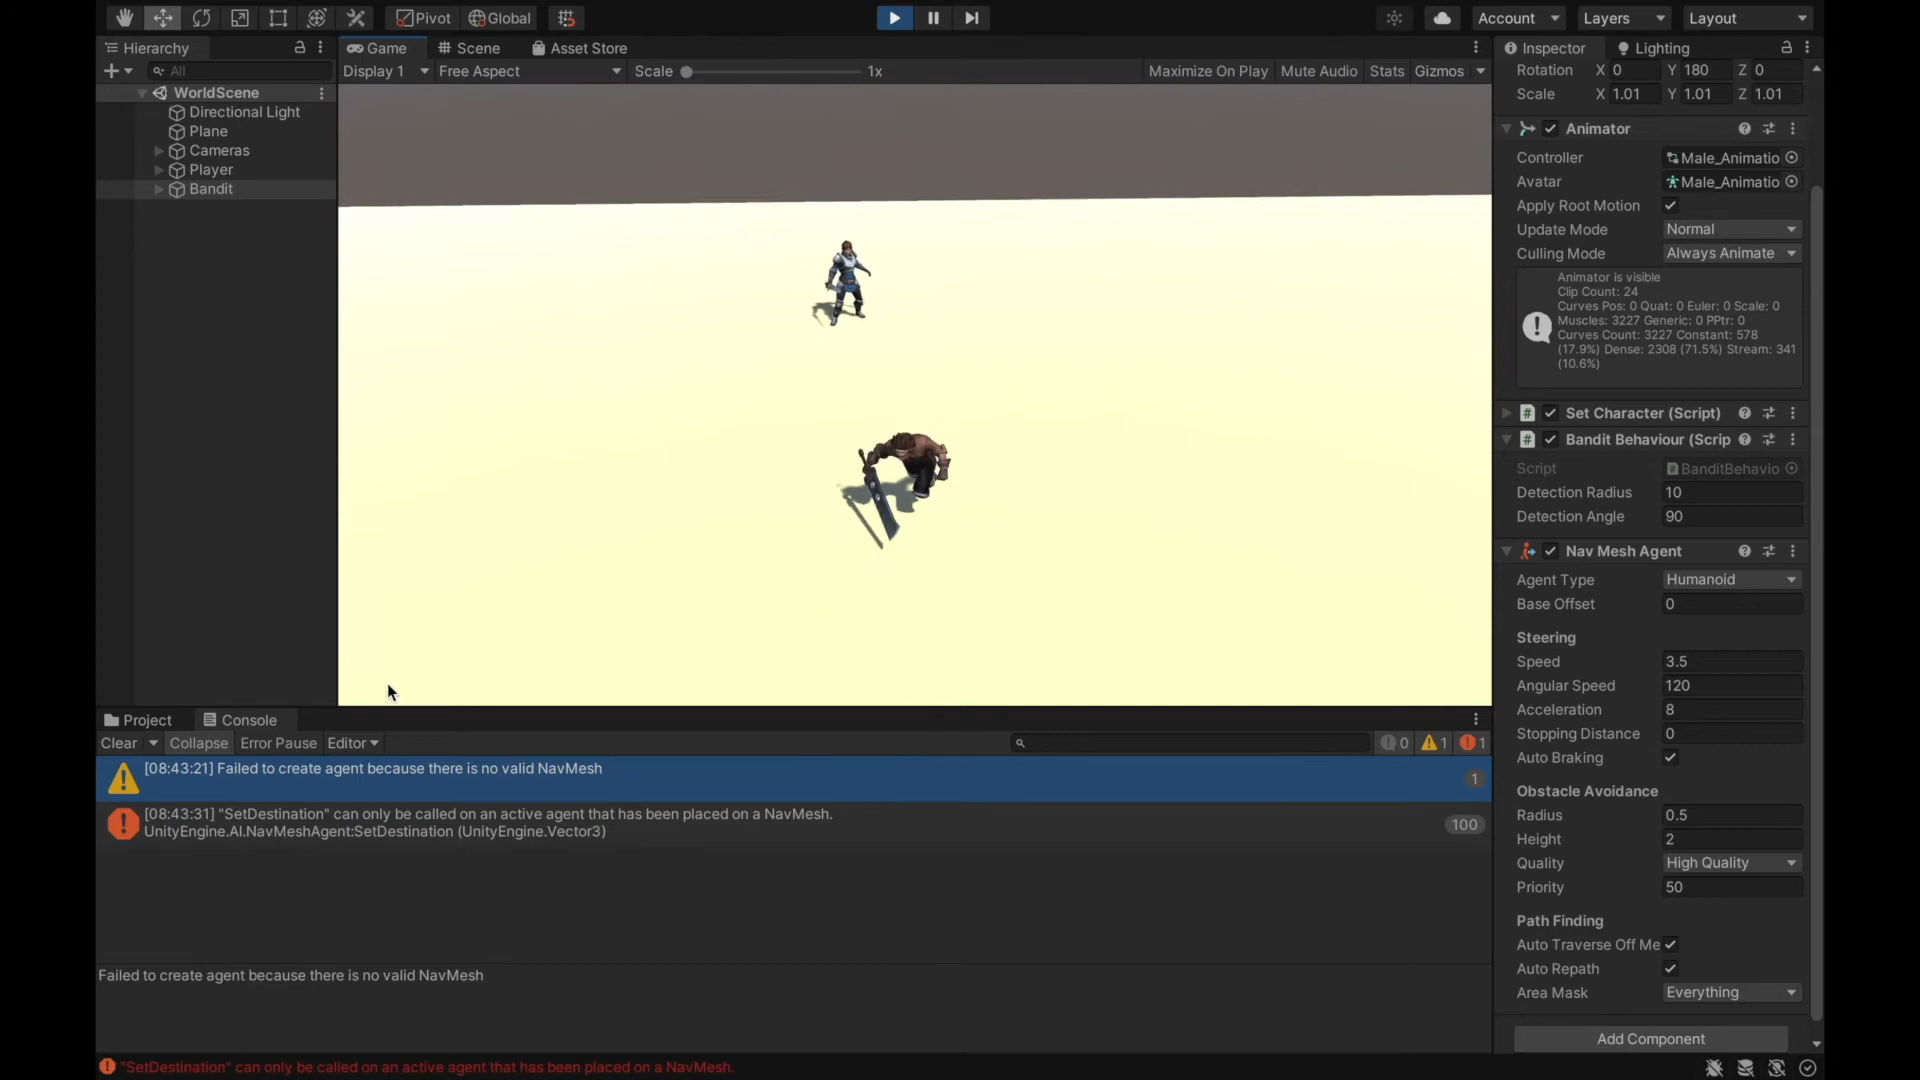 Pivot Global Account Layers Layout
Hierarchy
All
WorldScene
Directional Light
Plane
Cameras
Player
Bandit
Game Scene Asset Store
Display 1 Free Aspect Scale 1x Maximize On Play Mute Audio Stats Gizmos
Inspector Lighting
Rotation X 0 Y 180 Z 0
Scale X 1.01 Y 1.01 Z 1.01
Animator
Controller Male_Animatio
Avatar Male_Animatio
Apply Root Motion
Update Mode Normal
Culling Mode Always Animate
Animator is visible
Clip Count: 24
Curves Pos: 0 Quat: 0 Euler: 0 Scale: 0
Muscles: 3227 Generic: 0 PPtr: 0
Curves Count: 3227 Constant: 578
(17.9%) Dense: 2308 (71.5%) Stream: 341
(10.6%)
Set Character (Script)
Bandit Behaviour (Scrip
Script BanditBehavio
Detection Radius 10
Detection Angle 90
Nav Mesh Agent
Agent Type Humanoid
Base Offset 0
Steering
Speed 3.5
Angular Speed 120
Acceleration 8
Stopping Distance 0
Auto Braking
Obstacle Avoidance
Radius 0.5
Height 2
Quality High Quality
Priority 50
Path Finding
Auto Traverse Off Me
Auto Repath
Area Mask Everything
Add Component
Project Console
Clear Collapse Error Pause Editor 0 1 1
[08:43:21] Failed to create agent because there is no valid NavMesh
1
[08:43:31] "SetDestination" can only be called on an active agent that has been placed on a NavMesh.
UnityEngine.AI.NavMeshAgent:SetDestination (UnityEngine.Vector3)
100
Failed to create agent because there is no valid NavMesh
"SetDestination" can only be called on an active agent that has been placed on a NavMesh.